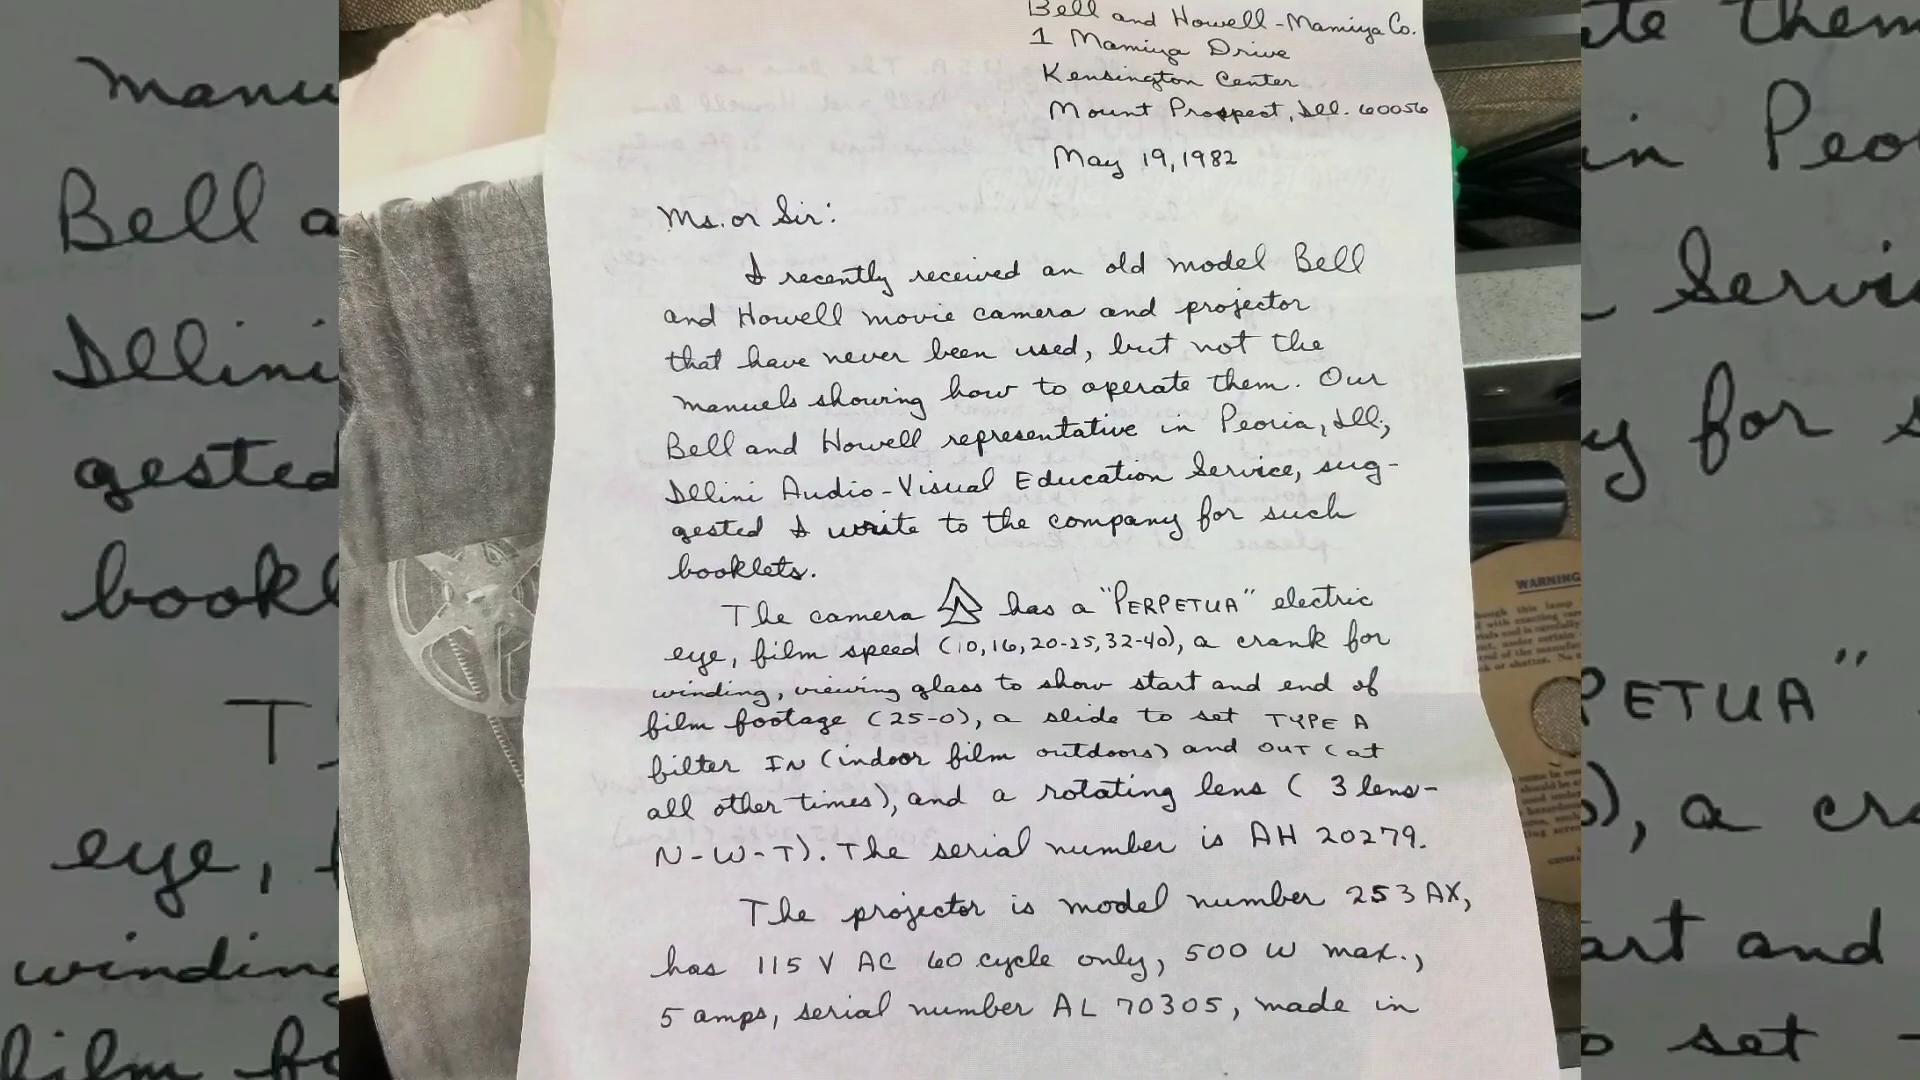 Bell and Howell-Mamiya Co.
1 Mamiya Drive
Kensington Center
Mount Prospect, Ill. 60056
May 19, 1982
Ms. or Sir:
I recently received an old model Bell
and Howell movie camera and projector
that have never been used, but not the
manuels showing how to operate them. Our
Bell and Howell representative in Peoria, Ill.,
Illini Audio-Visual Education Service, sug-
gested I write to the company for such
booklets.
The camera has a "PERPETUA" electric
eye, film speed (10, 16, 20-25, 32-40), a crank for
winding, viewing glass to show start and end of
film footage (25-0), a slide to set TYPE A
filter IN (indoor film outdoors) and OUT (at
all other times), and a rotating lens ( 3 lens-
N-W-T). The serial number is AH 20279.
The projector is model number 253 AX,
has 115 V AC 60 cycle only, 500 W max.,
5 amps, serial number AL 70305, made in
WARNING